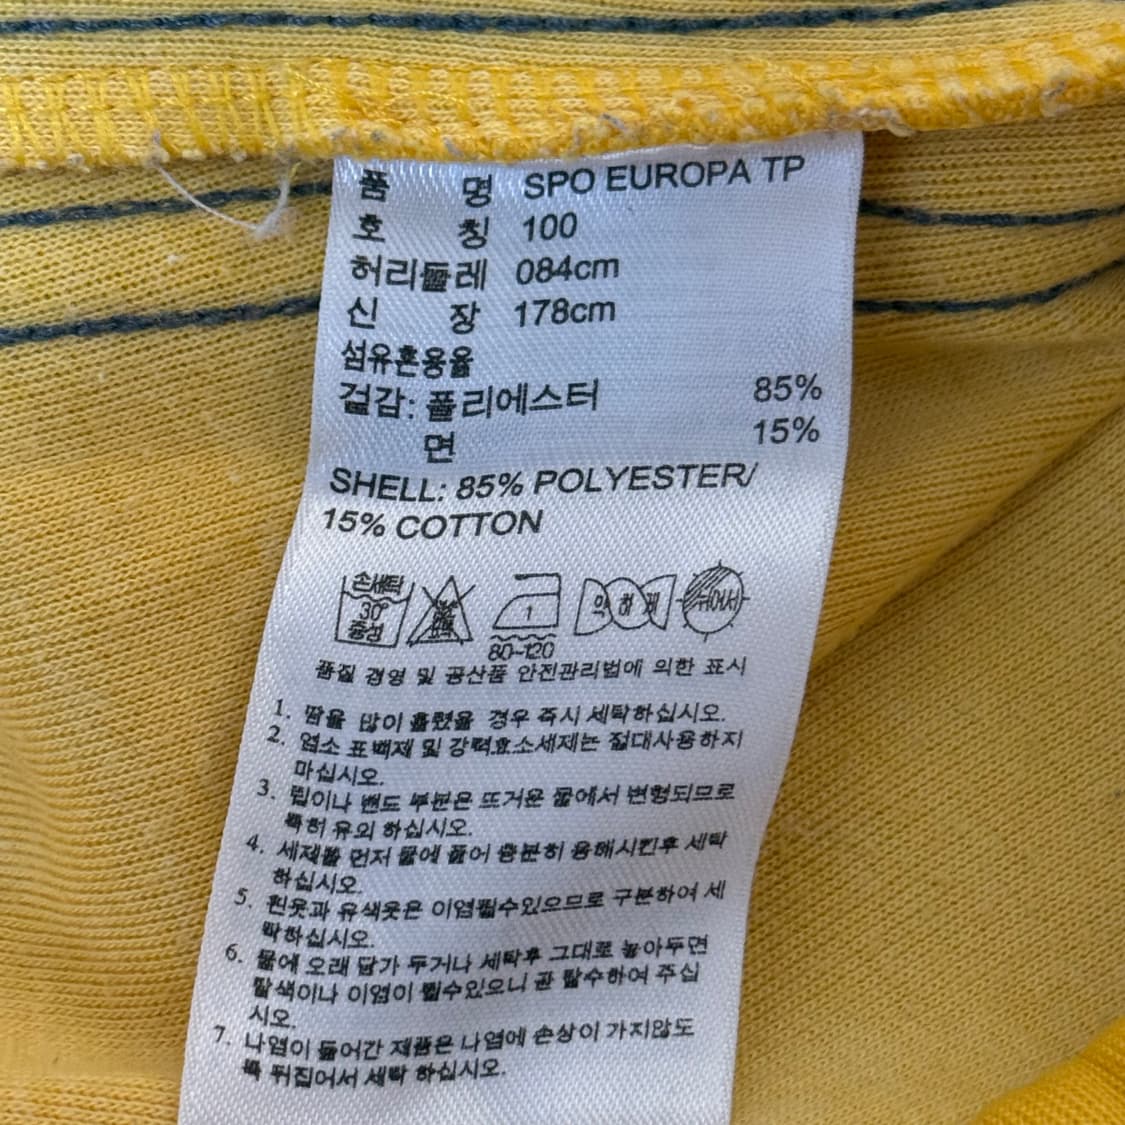 품 명 SPO EUROPA TP
호 칭 100
허리둘레 084cm
신 장 178cm
섬유혼용율
겉감: 폴리에스터 85%
면 15%
SHELL: 85% POLYESTER/
15% COTTON
손세탁
30°
중성
표백
1
80~120
약하게
뉘어서
품질 경영 및 공산품 안전관리법에 의한 표시
1. 땀을 많이 흘렸을 경우 즉시 세탁하십시오.
2. 염소 표백제 및 강력효소세제는 절대사용하지
마십시오.
3. 립이나 밴드 부분은 뜨거운 물에서 변형되므로
특히 유의 하십시오.
4. 세제를 먼저 물에 풀어 충분히 용해시킨후 세탁
하십시오.
5. 흰옷과 유색옷은 이염될수있으므로 구분하여 세
탁하십시오.
6. 물에 오래 담가 두거나 세탁후 그대로 놓아두면
탈색이나 이염이 될수있으니 곧 탈수하여 주십
시오.
7. 나염이 들어간 제품은 나염에 손상이 가지않도
록 뒤집어서 세탁 하십시오.